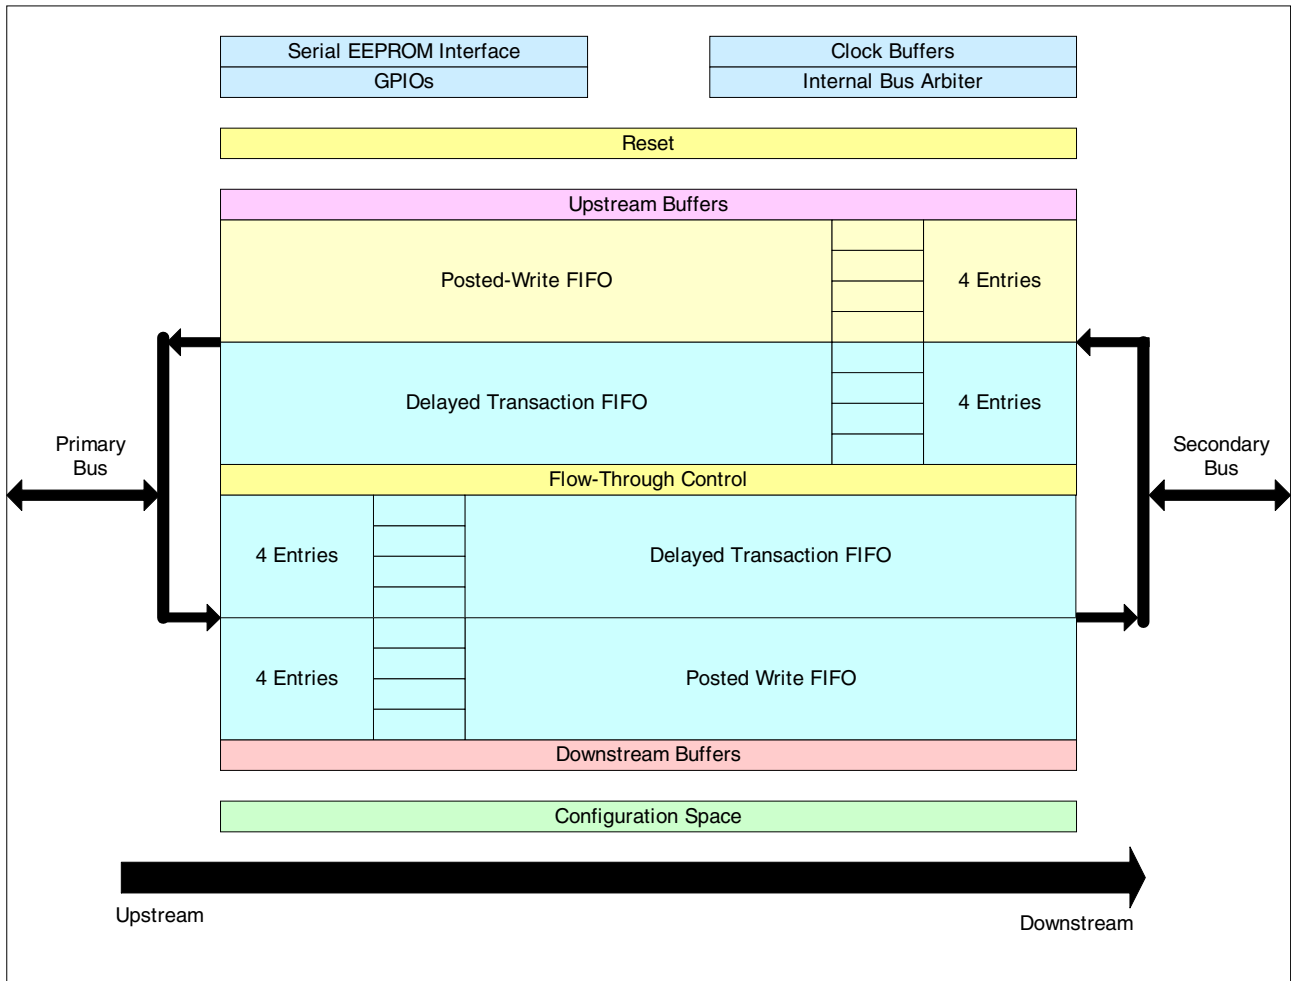 Serial EEPROM Interface
GPIOs
Clock Buffers
Internal Bus Arbiter
Reset
Upstream Buffers
Posted-Write FIFO
4 Entries
Delayed Transaction FIFO
4 Entries
Primary
Bus
Secondary
Bus
Flow-Through Control
4 Entries
Delayed Transaction FIFO
4 Entries
Posted Write FIFO
Downstream Buffers
Configuration Space
Upstream
Downstream